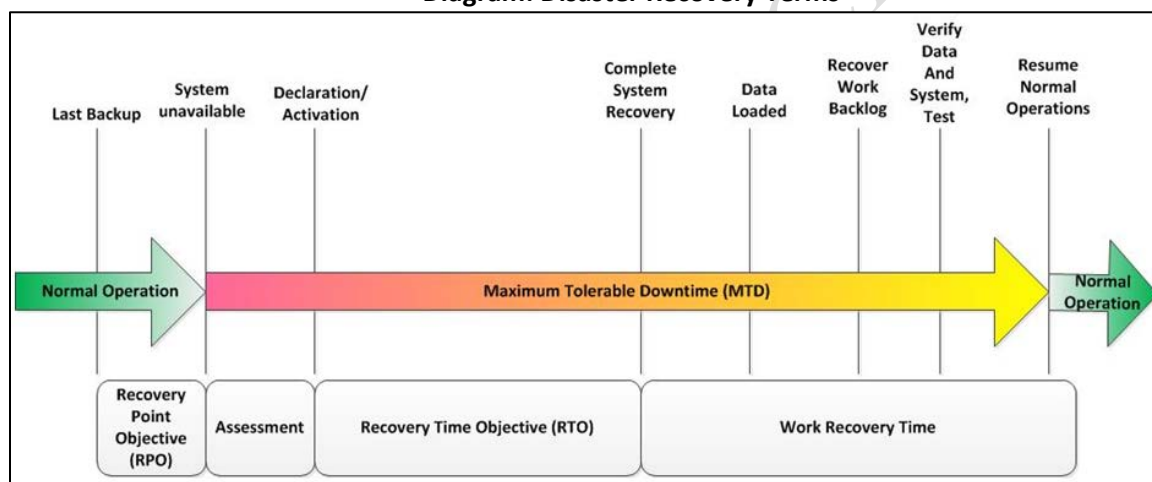 Diagram: Disaster Recovery Terms
Last Backup
System
unavailable
Declaration/
Activation
Complete
System
Recovery
Data
Loaded
Recover
Work
Backlog
Verify
Data
And
System,
Test
Resume
Normal
Operations
Normal Operation
Maximum Tolerable Downtime (MTD)
Normal
Operation
Recovery
Point
Objective
(RPO)
Assessment
Recovery Time Objective (RTO)
Work Recovery Time